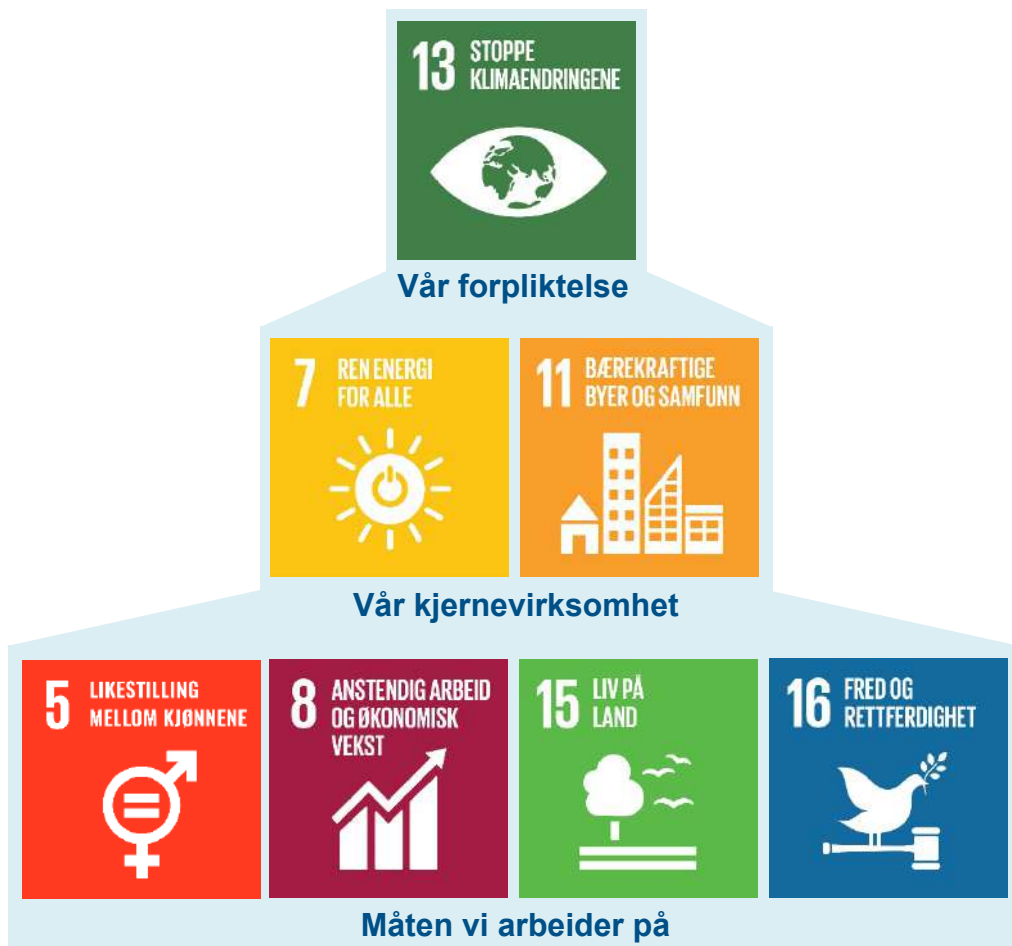 13 STOPPE
KLIMAENDRINGENE
Vår forpliktelse
7 REN ENERGI
FOR ALLE
11 BÆREKRAFTIGE
BYER OG SAMFUNN
Vår kjernevirksomhet
5 LIKESTILLING
MELLOM KJØNNENE
8 ANSTENDIG ARBEID
OG ØKONOMISK
VEKST
15 LIV PÅ
LAND
16 FRED OG
RETTFERDIGHET
Måten vi arbeider på